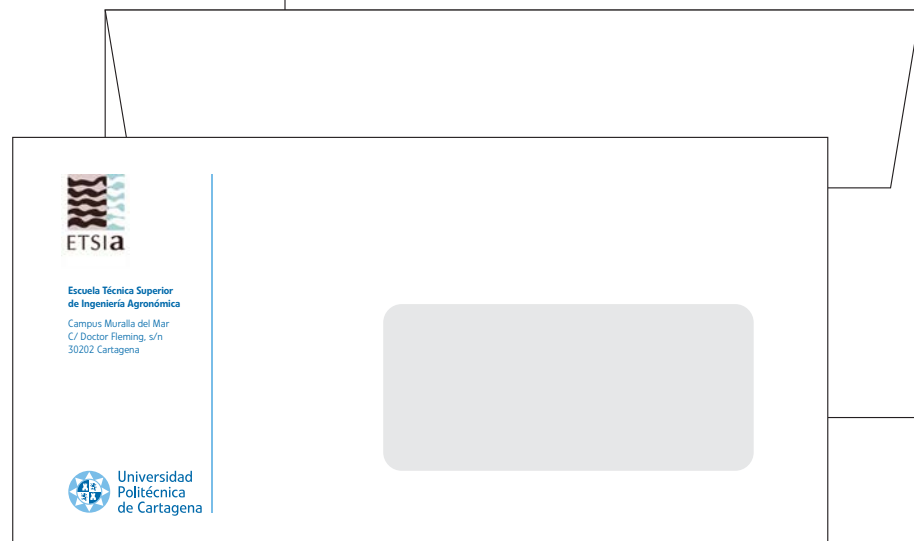 ETSIa
Escuela Técnica Superior
de Ingeniería Agronómica
Campus Muralla del Mar
C/ Doctor Fleming, s/n
30202 Cartagena
Universidad
Politécnica
de Cartagena